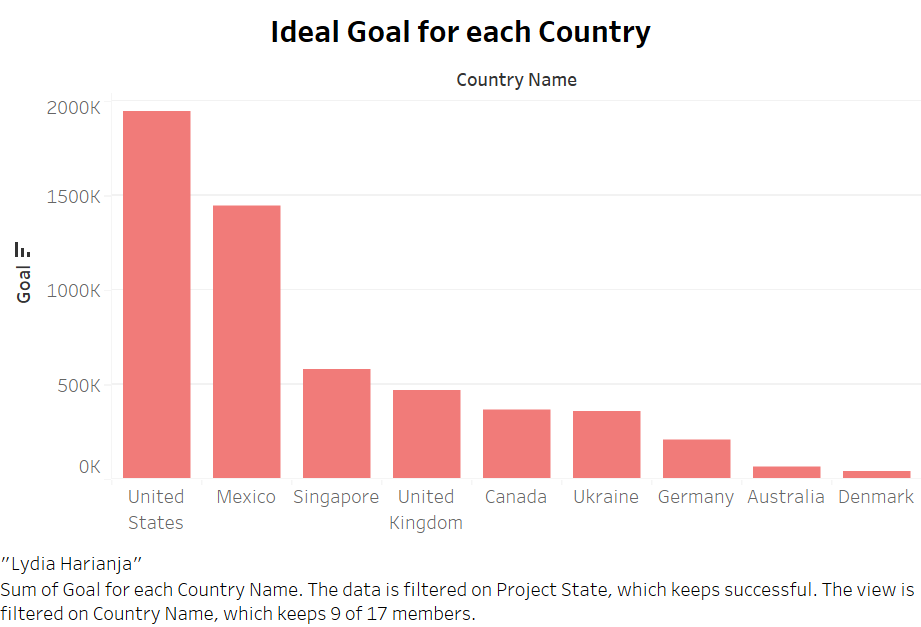 Ideal Goal for each Country
Country Name
2000K
1500K
1000K
500K
0K
Goal
United States
Mexico
Singapore
United Kingdom
Canada
Ukraine
Germany
Australia
Denmark
”Lydia Harianja”
Sum of Goal for each Country Name. The data is filtered on Project State, which keeps successful. The view is
filtered on Country Name, which keeps 9 of 17 members.